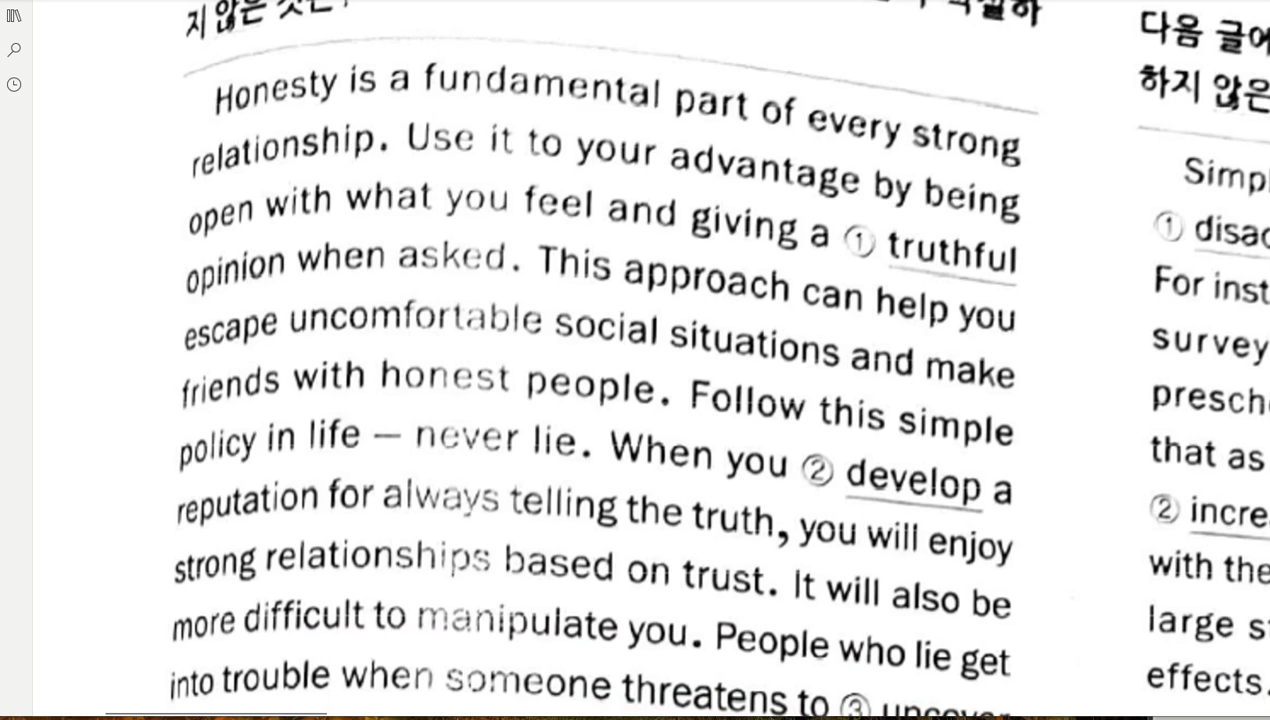 지 않은 것은?
Honesty is a fundamental part of every strong
relationship. Use it to your advantage by being
open with what you feel and giving a ① truthful
opinion when asked. This approach can help you
escape uncomfortable social situations and make
friends with honest people. Follow this simple
policy in life — never lie. When you ② develop a
reputation for always telling the truth, you will enjoy
strong relationships based on trust. It will also be
more difficult to manipulate you. People who lie get
into trouble when someone threatens to ③ uncover
다음 글에
하지 않은
Simpl
① disad
For inst
survey
presch
that as
② incre
with the
large s
effects.